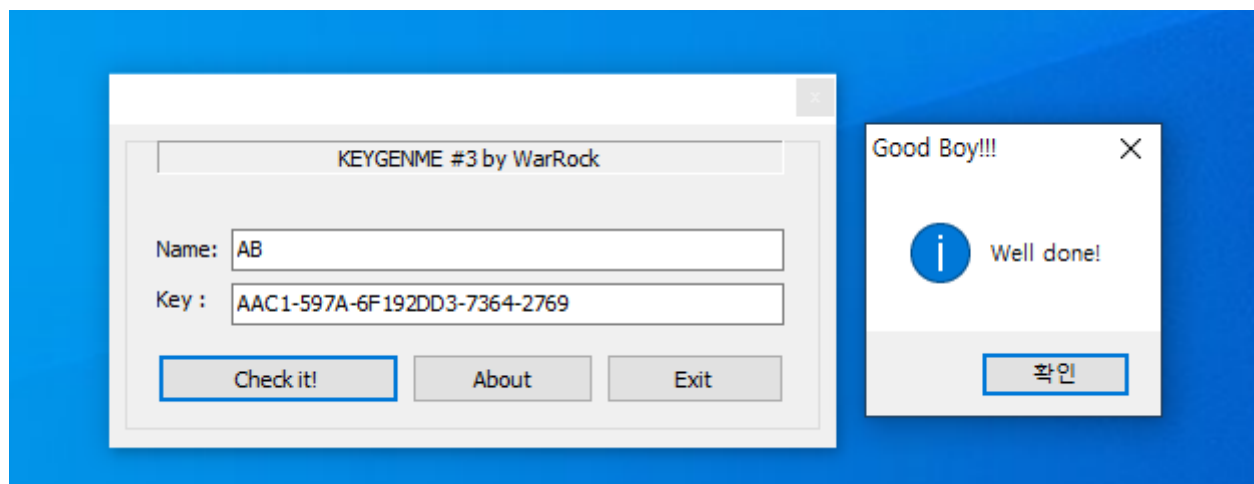 x
KEYGENME #3 by WarRock
Name: AB
Key : AAC1-597A-6F192DD3-7364-2769
Check it! About Exit
Good Boy!!!
Well done!
확인